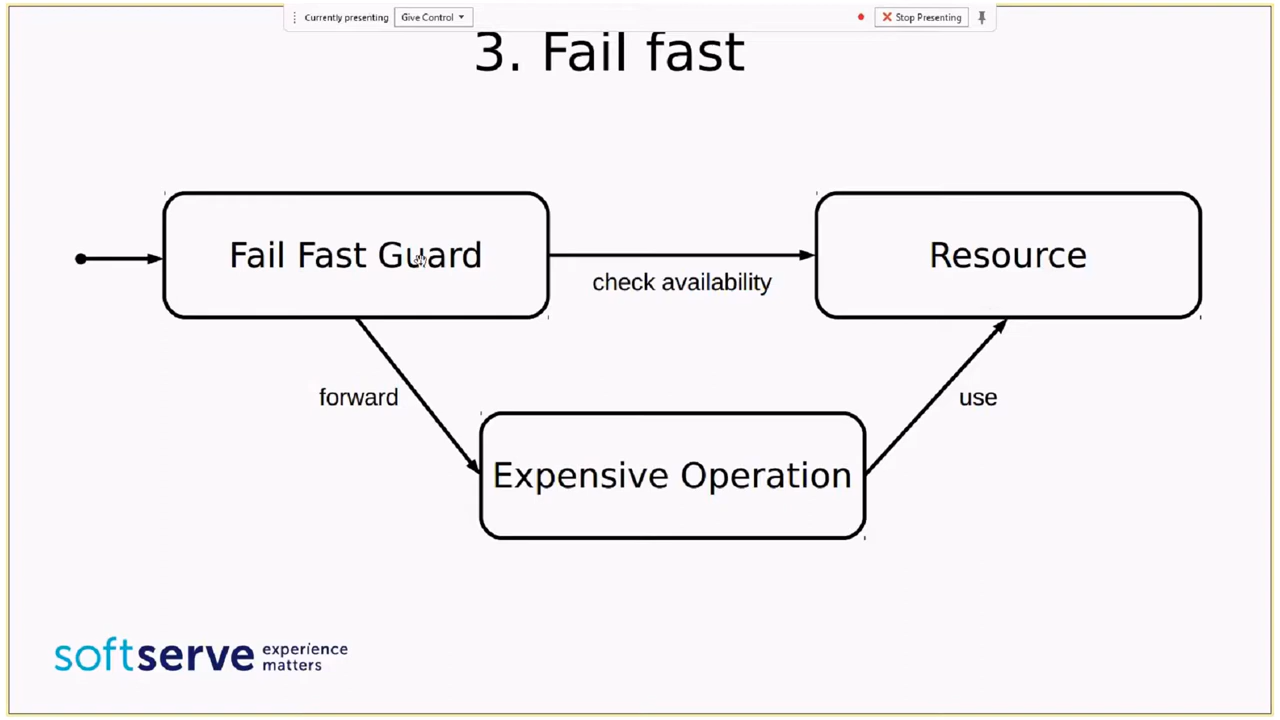 Currently presenting
Give Control
Stop Presenting
3. Fail fast
Fail Fast Guard
check availability
Resource
forward
use
Expensive Operation
softserve experience
matters